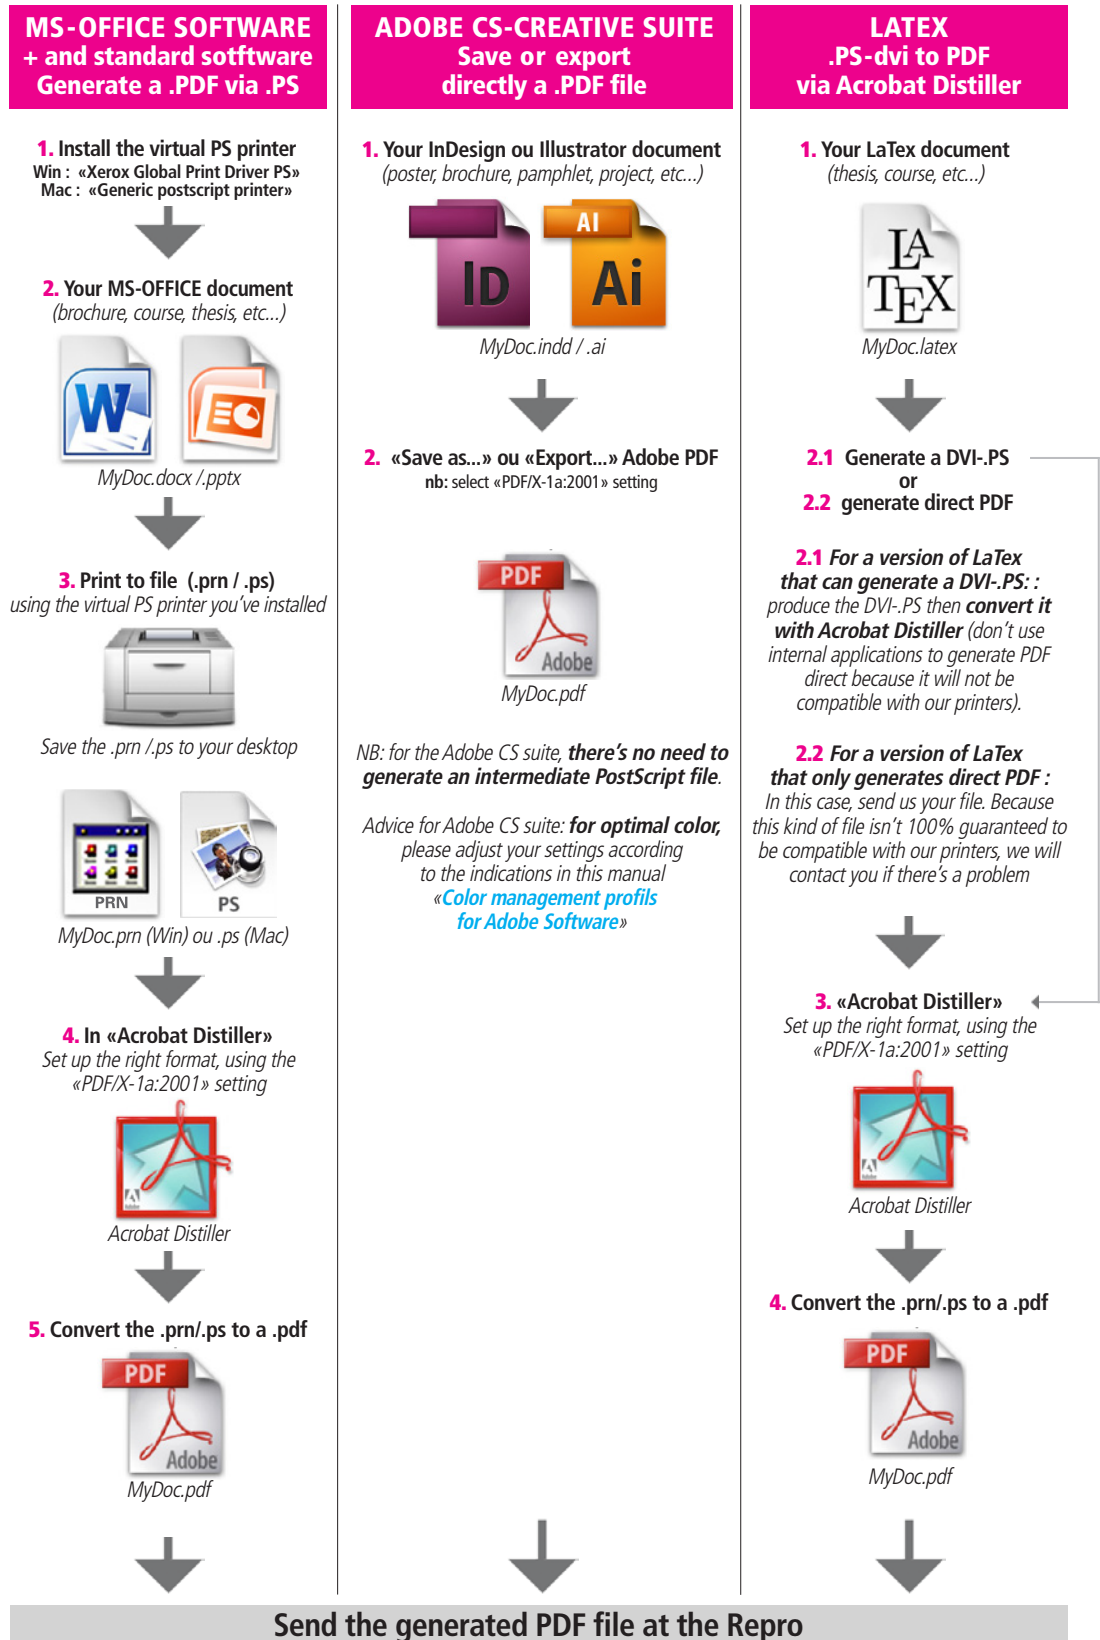 MS-OFFICE SOFTWARE
+ and standard sotftware
Generate a .PDF via .PS
1. Install the virtual PS printer
Win : «Xerox Global Print Driver PS»
Mac : «Generic postscript printer»
2. Your MS-OFFICE document
(brochure, course, thesis, etc...)
W
MyDoc.docx /.pptx
3. Print to file (.prn / .ps)
using the virtual PS printer you've installed
Save the .prn /.ps to your desktop
PRN
PS
MyDoc.prn (Win) ou .ps (Mac)
4. In «Acrobat Distiller»
Set up the right format, using the
«PDF/X-1a:2001» setting
Adobe
Acrobat Distiller
5. Convert the .prn/.ps to a .pdf
PDF
Adobe
MyDoc.pdf
ADOBE CS-CREATIVE SUITE
Save or export
directly a .PDF file
1. Your InDesign ou Illustrator document
(poster, brochure, pamphlet, project, etc...)
ID
AI
Ai
MyDoc.indd / .ai
2. «Save as...» ou «Export...» Adobe PDF
nb: select «PDF/X-1a:2001» setting
PDF
Adobe
MyDoc.pdf
NB: for the Adobe CS suite, there's no need to
generate an intermediate PostScript file.
Advice for Adobe CS suite: for optimal color,
please adjust your settings according
to the indications in this manual
«Color management profils
for Adobe Software»
LATEX
.PS-dvi to PDF
via Acrobat Distiller
1. Your LaTex document
(thesis, course, etc...)
LA
TEX
MyDoc.latex
2.1 Generate a DVI-.PS
or
2.2 generate direct PDF
2.1 For a version of LaTex
that can generate a DVI-.PS: :
produce the DVI-.PS then convert it
with Acrobat Distiller (don't use
internal applications to generate PDF
direct because it will not be
compatible with our printers).
2.2 For a version of LaTex
that only generates direct PDF :
In this case, send us your file. Because
this kind of file isn't 100% guaranteed to
be compatible with our printers, we will
contact you if there's a problem
3. «Acrobat Distiller»
Set up the right format, using the
«PDF/X-1a:2001» setting
Adobe
Acrobat Distiller
4. Convert the .prn/.ps to a .pdf
PDF
Adobe
MyDoc.pdf
Send the generated PDF file at the Repro